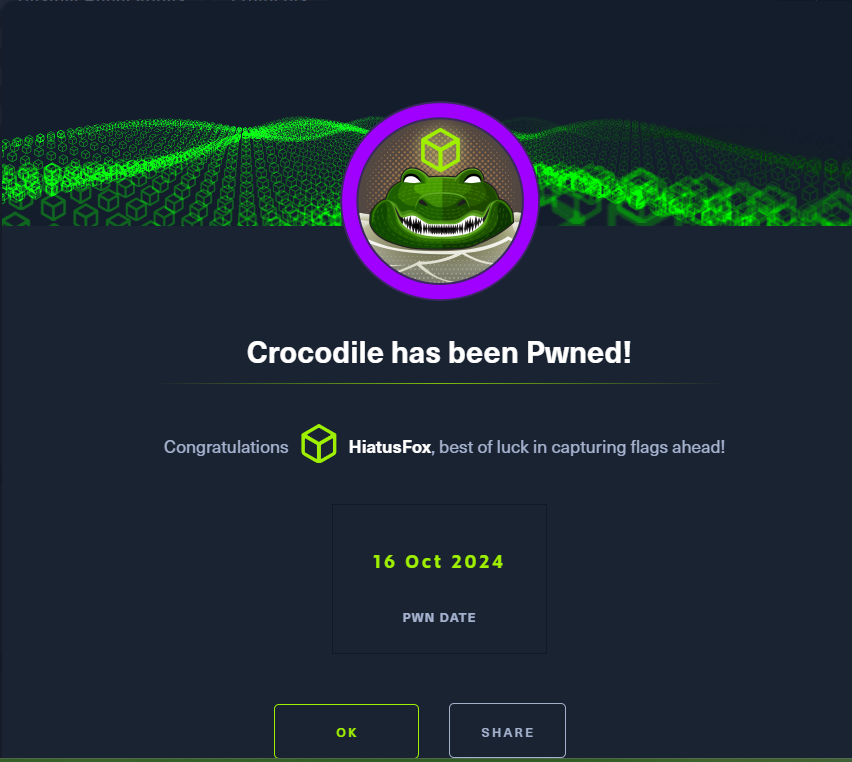 Crocodile has been Pwned!
Congratulations HiatusFox, best of luck in capturing flags ahead!
16 Oct 2024
PWN DATE
OK SHARE